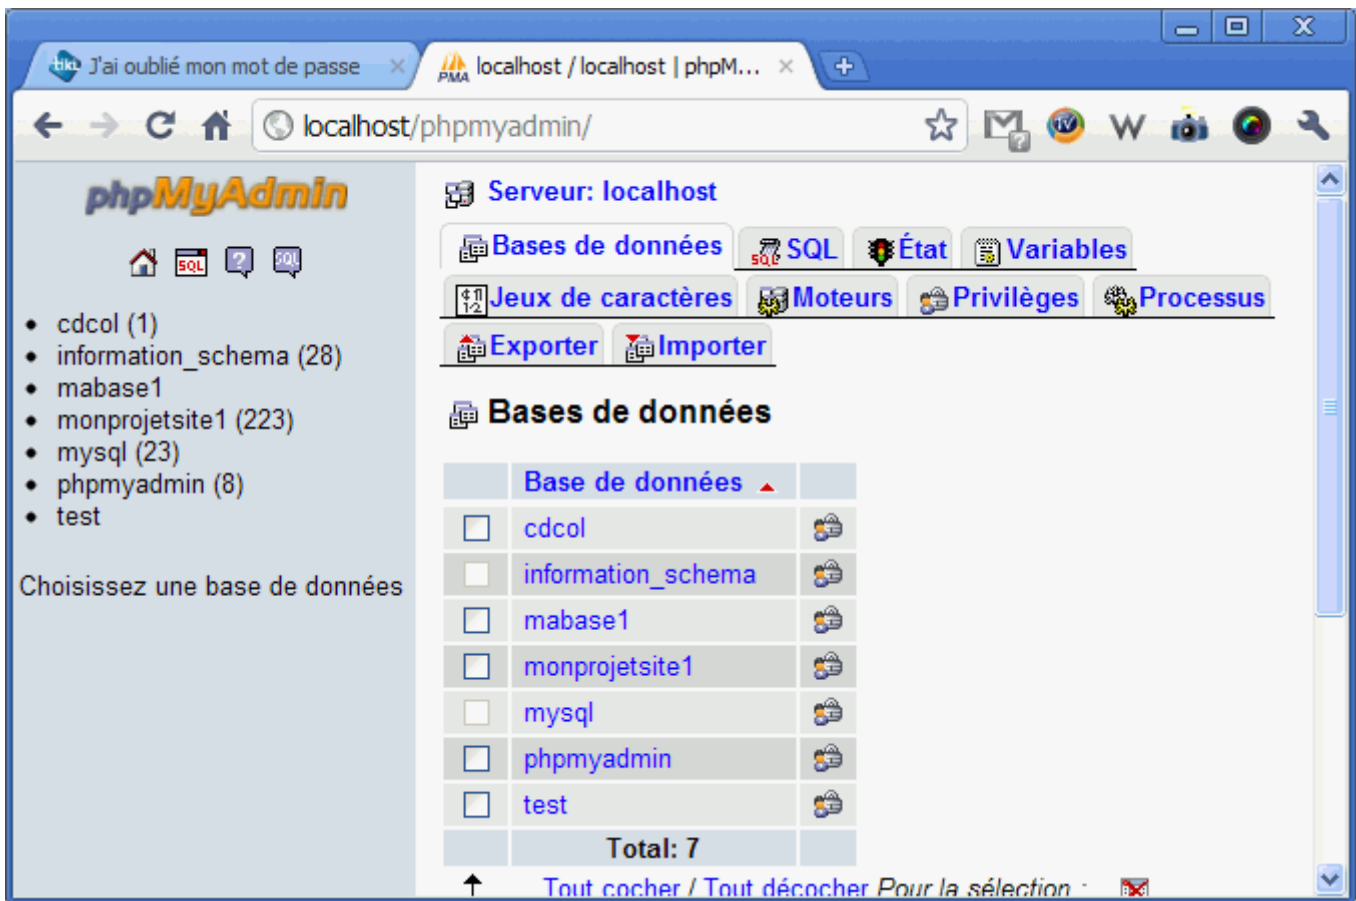 J'ai oublié mon mot de passe
localhost / localhost | phpM...
localhost/phpmyadmin/
phpMyAdmin
cdcol (1)
information_schema (28)
mabase1
monprojetsite1 (223)
mysql (23)
phpmyadmin (8)
test
Choisissez une base de données
Serveur: localhost
Bases de données SQL État Variables
Jeux de caractères Moteurs Privilèges Processus
Exporter Importer
Bases de données
Base de données
cdcol
information_schema
mabase1
monprojetsite1
mysql
phpmyadmin
test
Total: 7
Tout cocher / Tout décocher Pour la sélection :